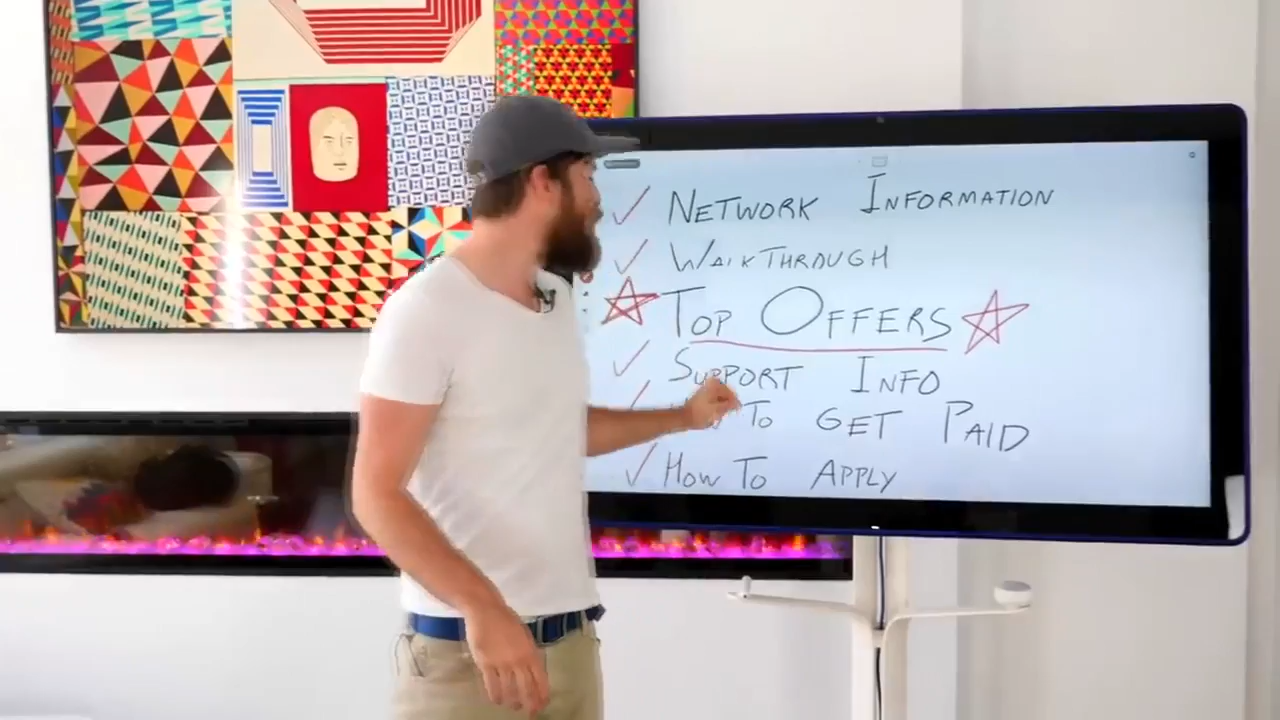 NETWORK INFORMATION
WALKTHROUGH
TOP OFFERS
SUPPORT INFO
TO GET PAID
HOW TO APPLY